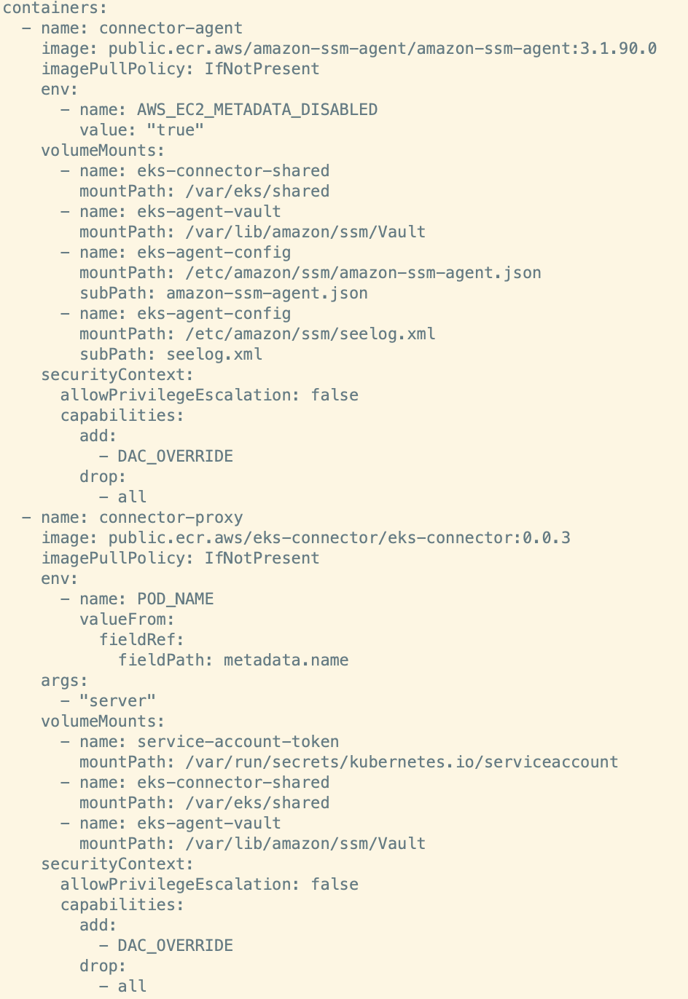 containers:
  - name: connector-agent
    image: public.ecr.aws/amazon-ssm-agent/amazon-ssm-agent:3.1.90.0
    imagePullPolicy: IfNotPresent
    env:
      - name: AWS_EC2_METADATA_DISABLED
        value: "true"
    volumeMounts:
      - name: eks-connector-shared
        mountPath: /var/eks/shared
      - name: eks-agent-vault
        mountPath: /var/lib/amazon/ssm/Vault
      - name: eks-agent-config
        mountPath: /etc/amazon/ssm/amazon-ssm-agent.json
        subPath: amazon-ssm-agent.json
      - name: eks-agent-config
        mountPath: /etc/amazon/ssm/seelog.xml
        subPath: seelog.xml
    securityContext:
      allowPrivilegeEscalation: false
      capabilities:
        add:
          - DAC_OVERRIDE
        drop:
          - all
  - name: connector-proxy
    image: public.ecr.aws/eks-connector/eks-connector:0.0.3
    imagePullPolicy: IfNotPresent
    env:
      - name: POD_NAME
        valueFrom:
          fieldRef:
            fieldPath: metadata.name
    args:
      - "server"
    volumeMounts:
      - name: service-account-token
        mountPath: /var/run/secrets/kubernetes.io/serviceaccount
      - name: eks-connector-shared
        mountPath: /var/eks/shared
      - name: eks-agent-vault
        mountPath: /var/lib/amazon/ssm/Vault
    securityContext:
      allowPrivilegeEscalation: false
      capabilities:
        add:
          - DAC_OVERRIDE
        drop:
          - all